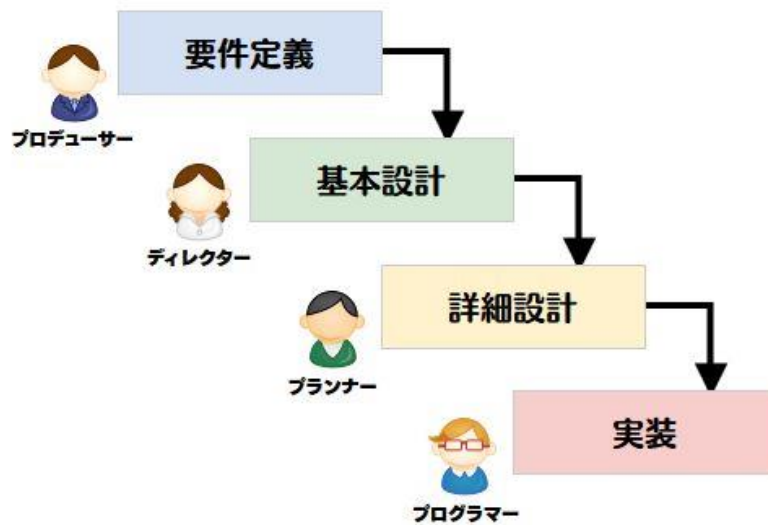 要件定義
プロデューサー
基本設計
ディレクター
詳細設計
プランナー
実装
プログラマー